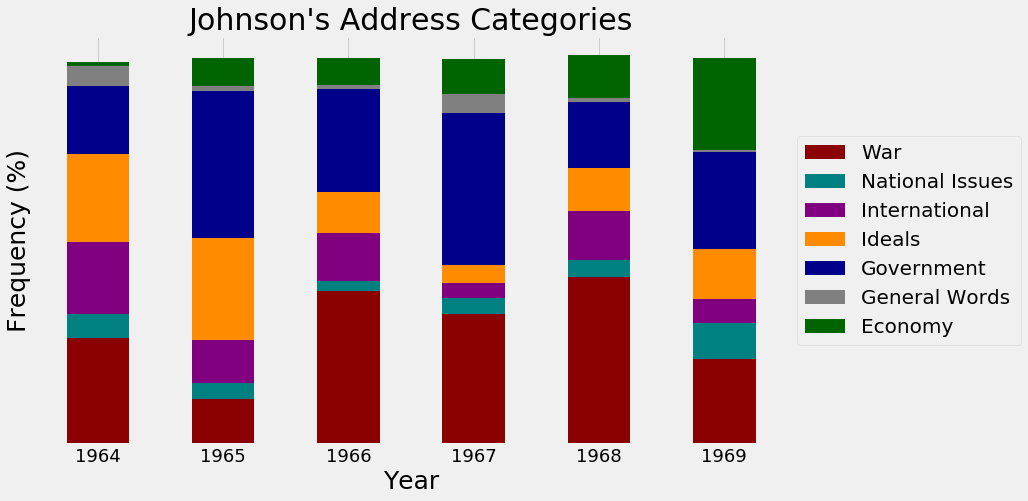 Johnson's Address Categories
Frequency (%)
War
National Issues
International
Ideals
Government
General Words
Economy
1964 1965 1966 1967 1968 1969
Year